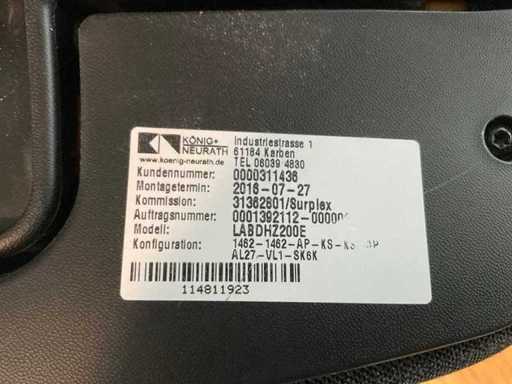 KÖNIG+
NEURATH
www.koenig-neurath.de
Industriestrasse 1
61184 Karben
TEL 06039 4830
Kundennummer: 0000311436
Montagetermin: 2016-07-27
Kommission: 31362801/Surplex
Auftragsnummer:
Modell: LABDHZ200E
Konfiguration: 1462-1462-AP-KS-
AL27-VL1-SK6K
114811923